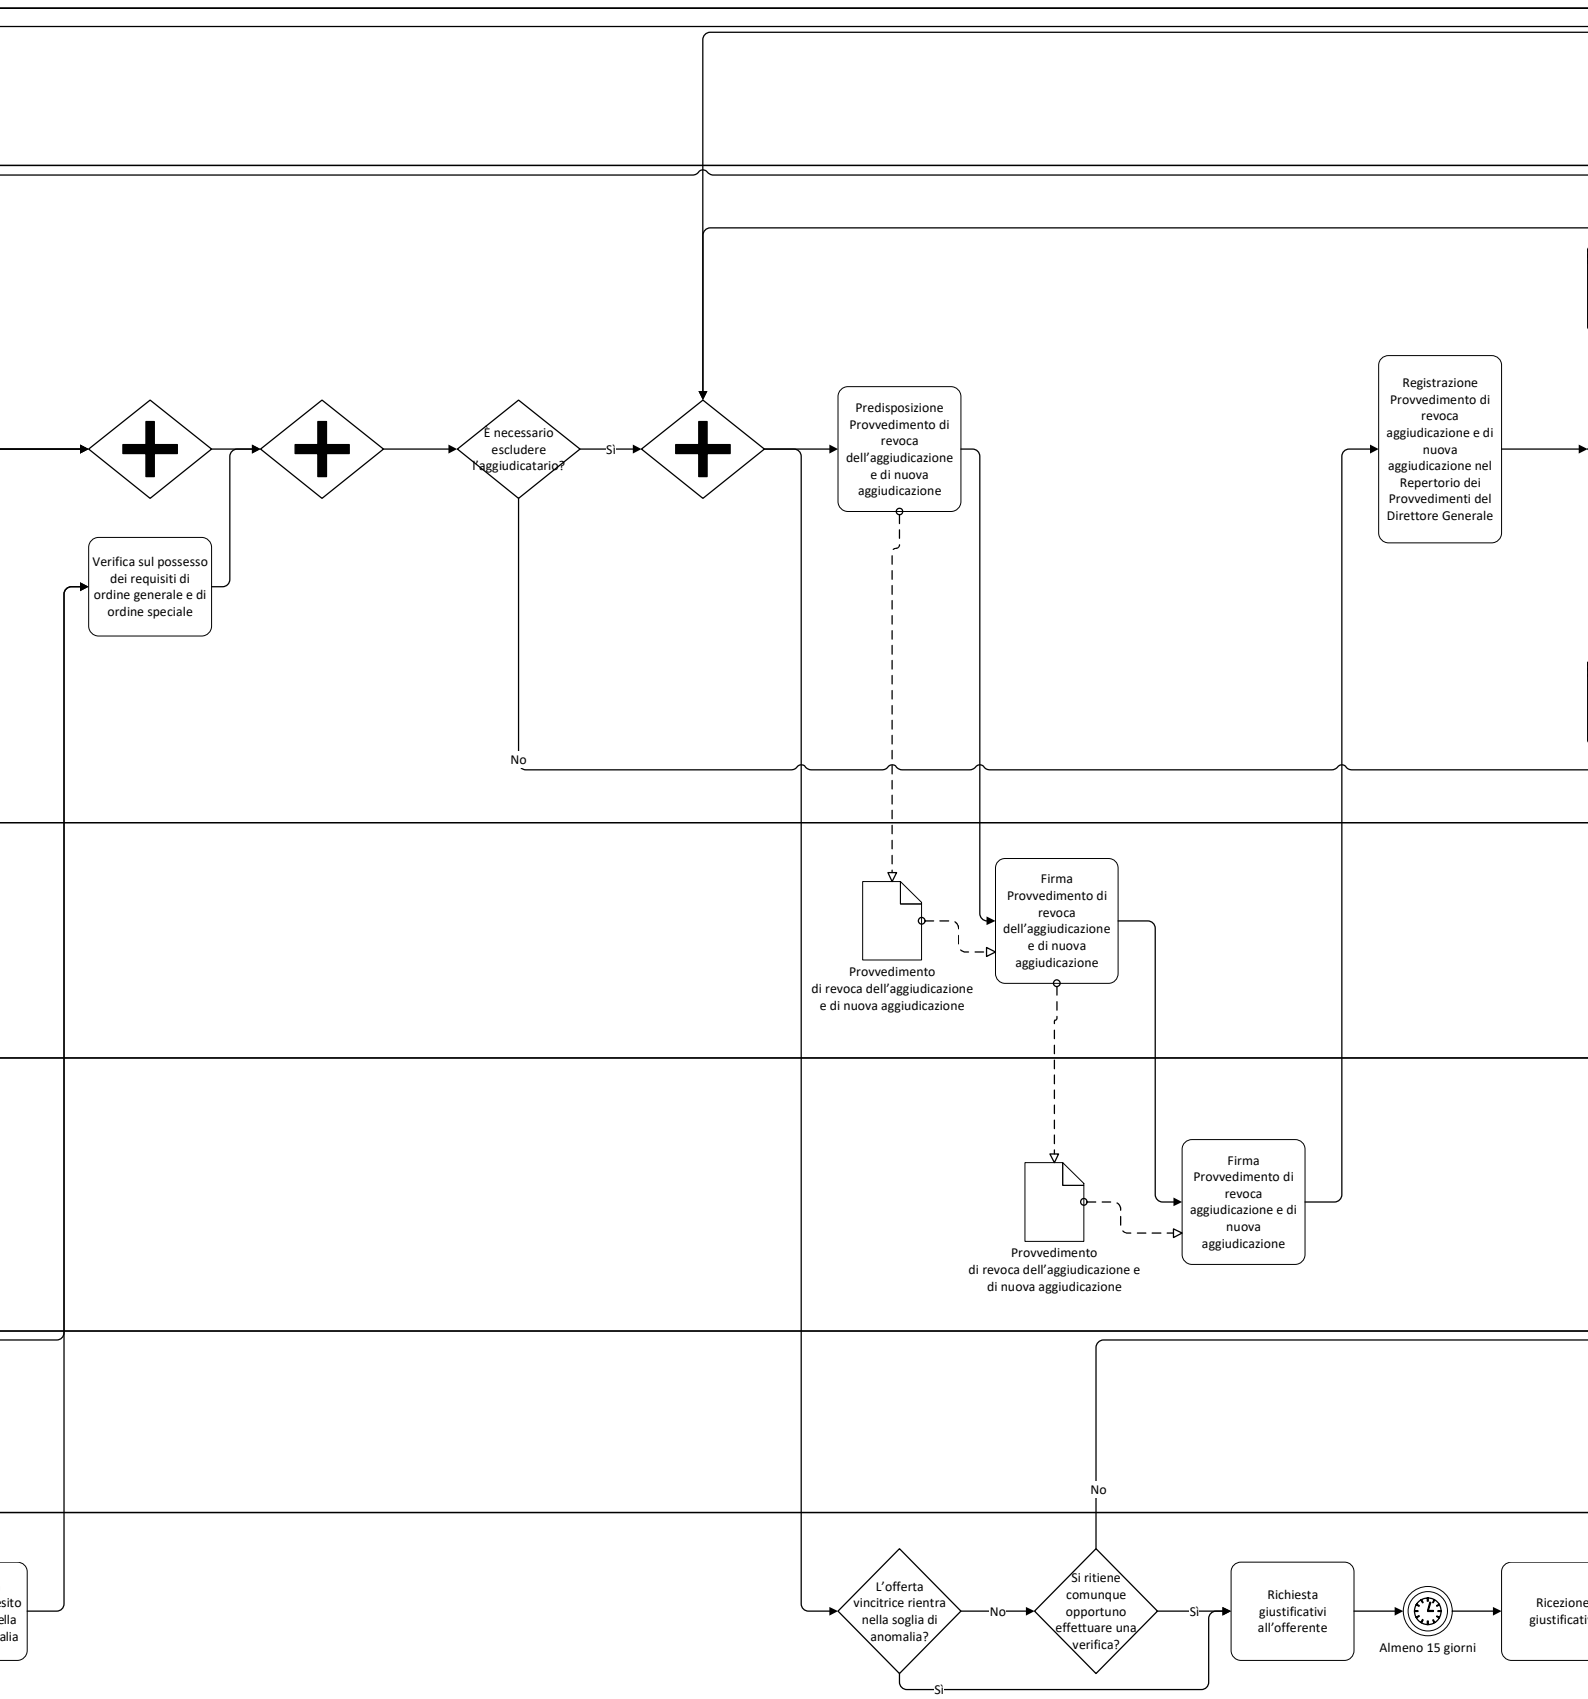 È necessario
escludere
l'aggiudicatario?
Sì
No
Predisposizione
Provvedimento di
revoca
dell'aggiudicazione
e di nuova
aggiudicazione
Registrazione
Provvedimento di
revoca
aggiudicazione e di
nuova
aggiudicazione nel
Repertorio dei
Provvedimenti del
Direttore Generale
Verifica sul possesso
dei requisiti di
ordine generale e di
ordine speciale
Firma
Provvedimento di
revoca
dell'aggiudicazione
e di nuova
aggiudicazione
Provvedimento
di revoca dell'aggiudicazione
e di nuova aggiudicazione
Firma
Provvedimento di
revoca
aggiudicazione e di
nuova
aggiudicazione
Provvedimento
di revoca dell'aggiudicazione e
di nuova aggiudicazione
No
L'offerta
vincitrice rientra
nella soglia di
anomalia?
No
Sì
Si ritiene
comunque
opportuno
effettuare una
verifica?
Sì
Richiesta
giustificativi
all'offerente
Almeno 15 giorni
Ricezione